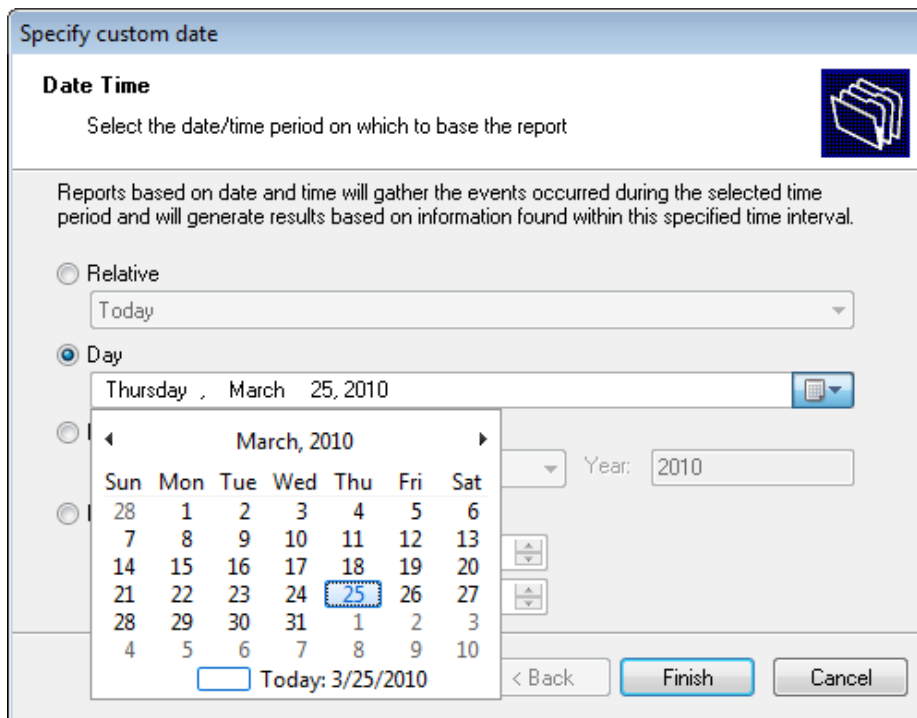 Specify custom date
Date Time
Select the date/time period on which to base the report
Reports based on date and time will gather the events occurred during the selected time
period and will generate results based on information found within this specified time interval.
Relative
Today
Day
Thursday , March 25, 2010
March, 2010
Year: 2010
Sun Mon Tue Wed Thu Fri Sat
28 1 2 3 4 5 6
7 8 9 10 11 12 13
14 15 16 17 18 19 20
21 22 23 24 25 26 27
28 29 30 31 1 2 3
4 5 6 7 8 9 10
Today: 3/25/2010
< Back Finish Cancel